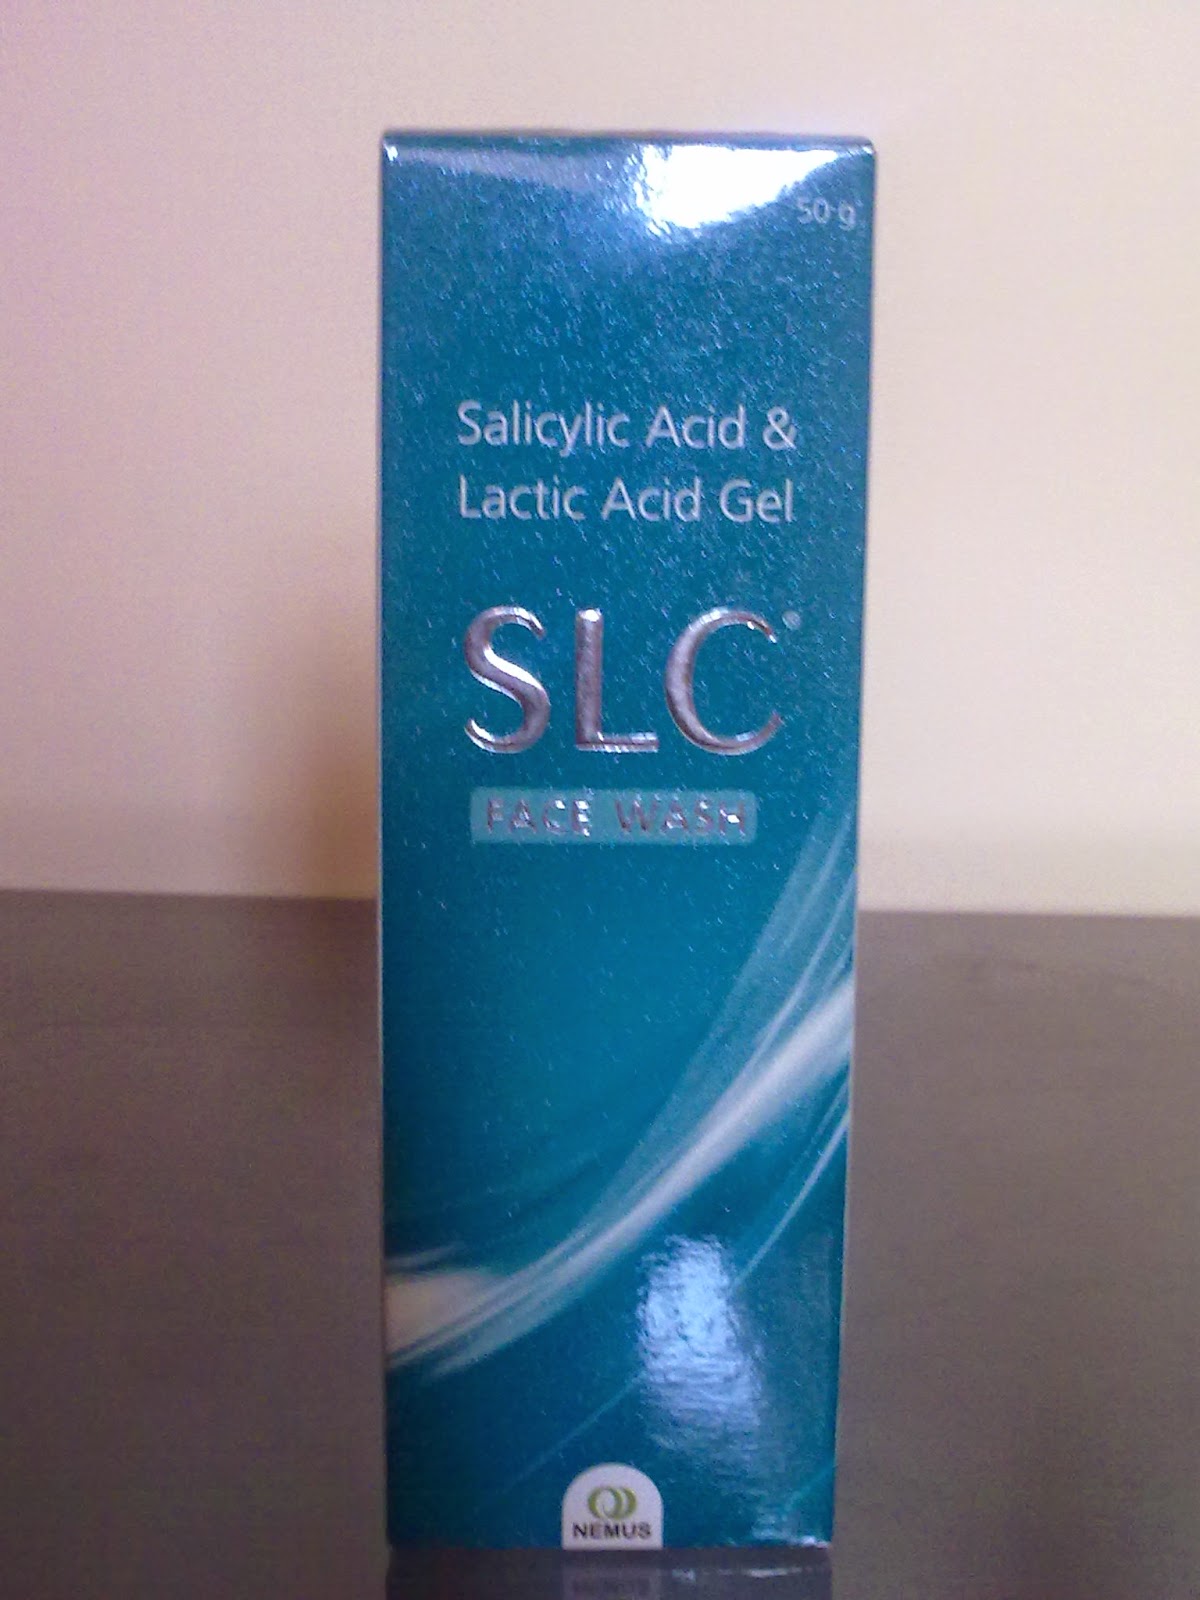 50 g
Salicylic Acid &
Lactic Acid Gel
SLC®
FACE WASH
NEMUS